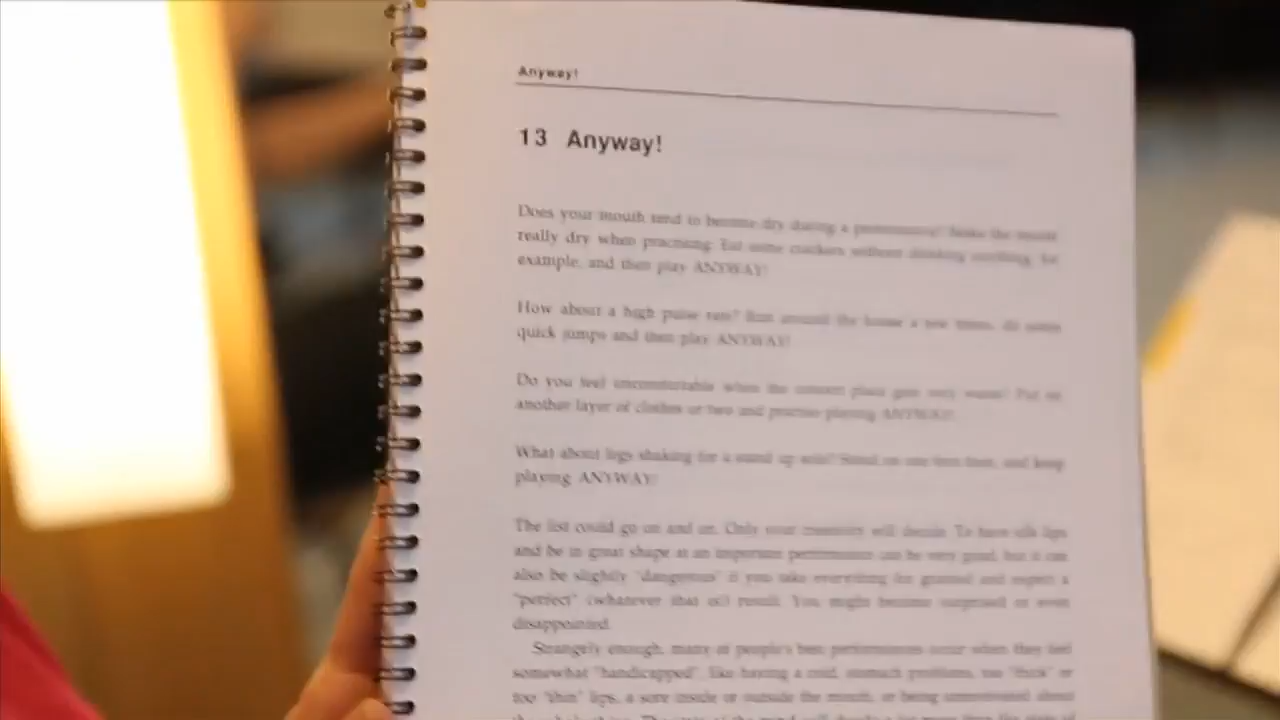 Anyway!
13 Anyway!
Does your mouth tend to become dry during a performance? Make the mouth
really dry when practising. Eat some crackers without drinking anything, for
example, and then play ANYWAY!
How about a high pulse rate? Run around the house a few times, do some
quick jumps and then play ANYWAY!
Do you feel uncomfortable when the concert place gets very warm? Put on
another layer of clothes or two and practise playing ANYWAY!
What about legs shaking for a stand up solo? Stand on one then, and keep
playing ANYWAY!
The list could go on and on. Only your will decide. To have silk lips
and be in great shape at an important performance can be very good, but it can
also be slightly "dangerous" if you take everything for granted and expect a
"perfect" (whatever that is!) result. You might become surprised or even
disappointed.
Strangely enough, many of people's best performances occur when they feel
somewhat "handicapped", like having a cold, stomach problems, too "thick" or
too "thin" lips, a sore inside or outside the mouth, or being about